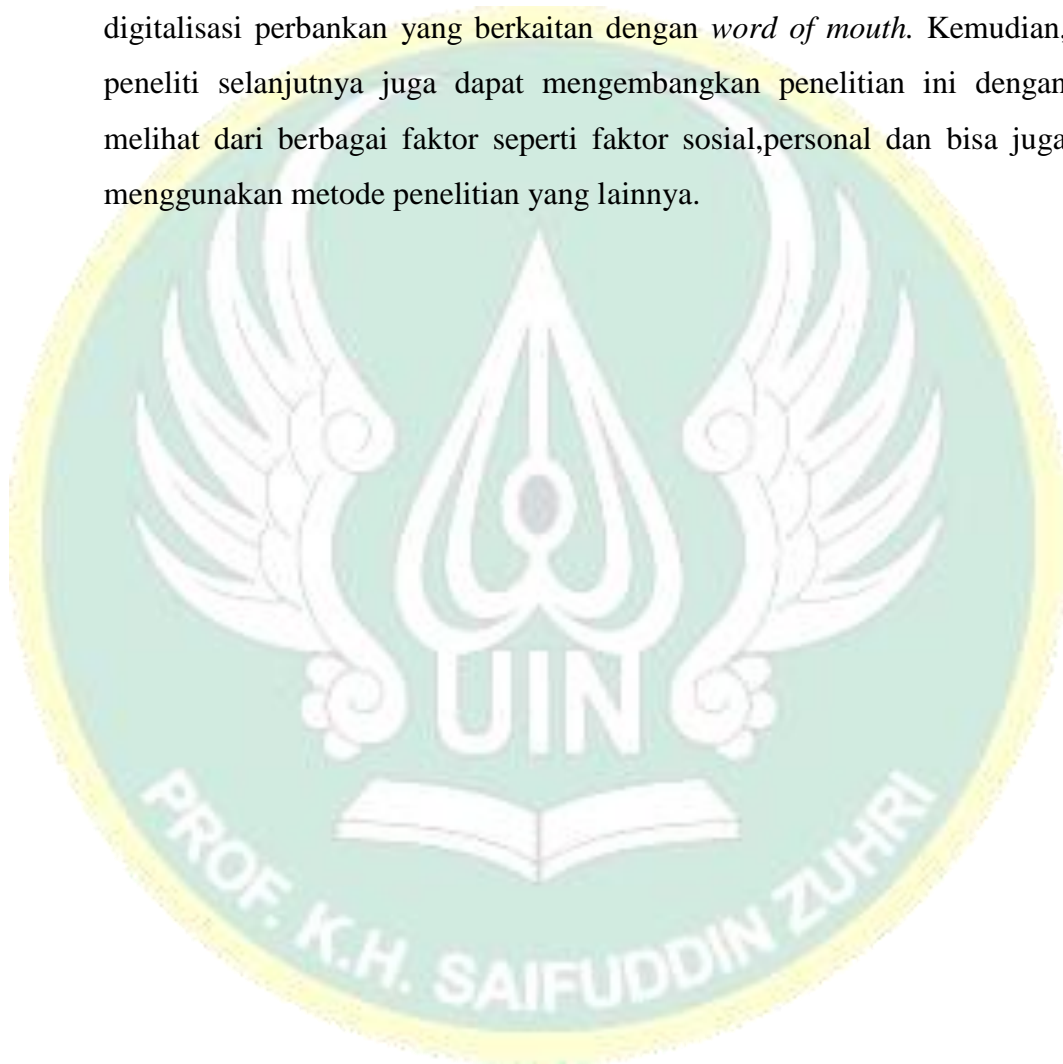 digitalisasi perbankan yang berkaitan dengan word of mouth. Kemudian,
peneliti selanjutnya juga dapat mengembangkan penelitian ini dengan
melihat dari berbagai faktor seperti faktor sosial,personal dan bisa juga
menggunakan metode penelitian yang lainnya.
UIN
PROF. K.H. SAIFUDDIN ZUHRI